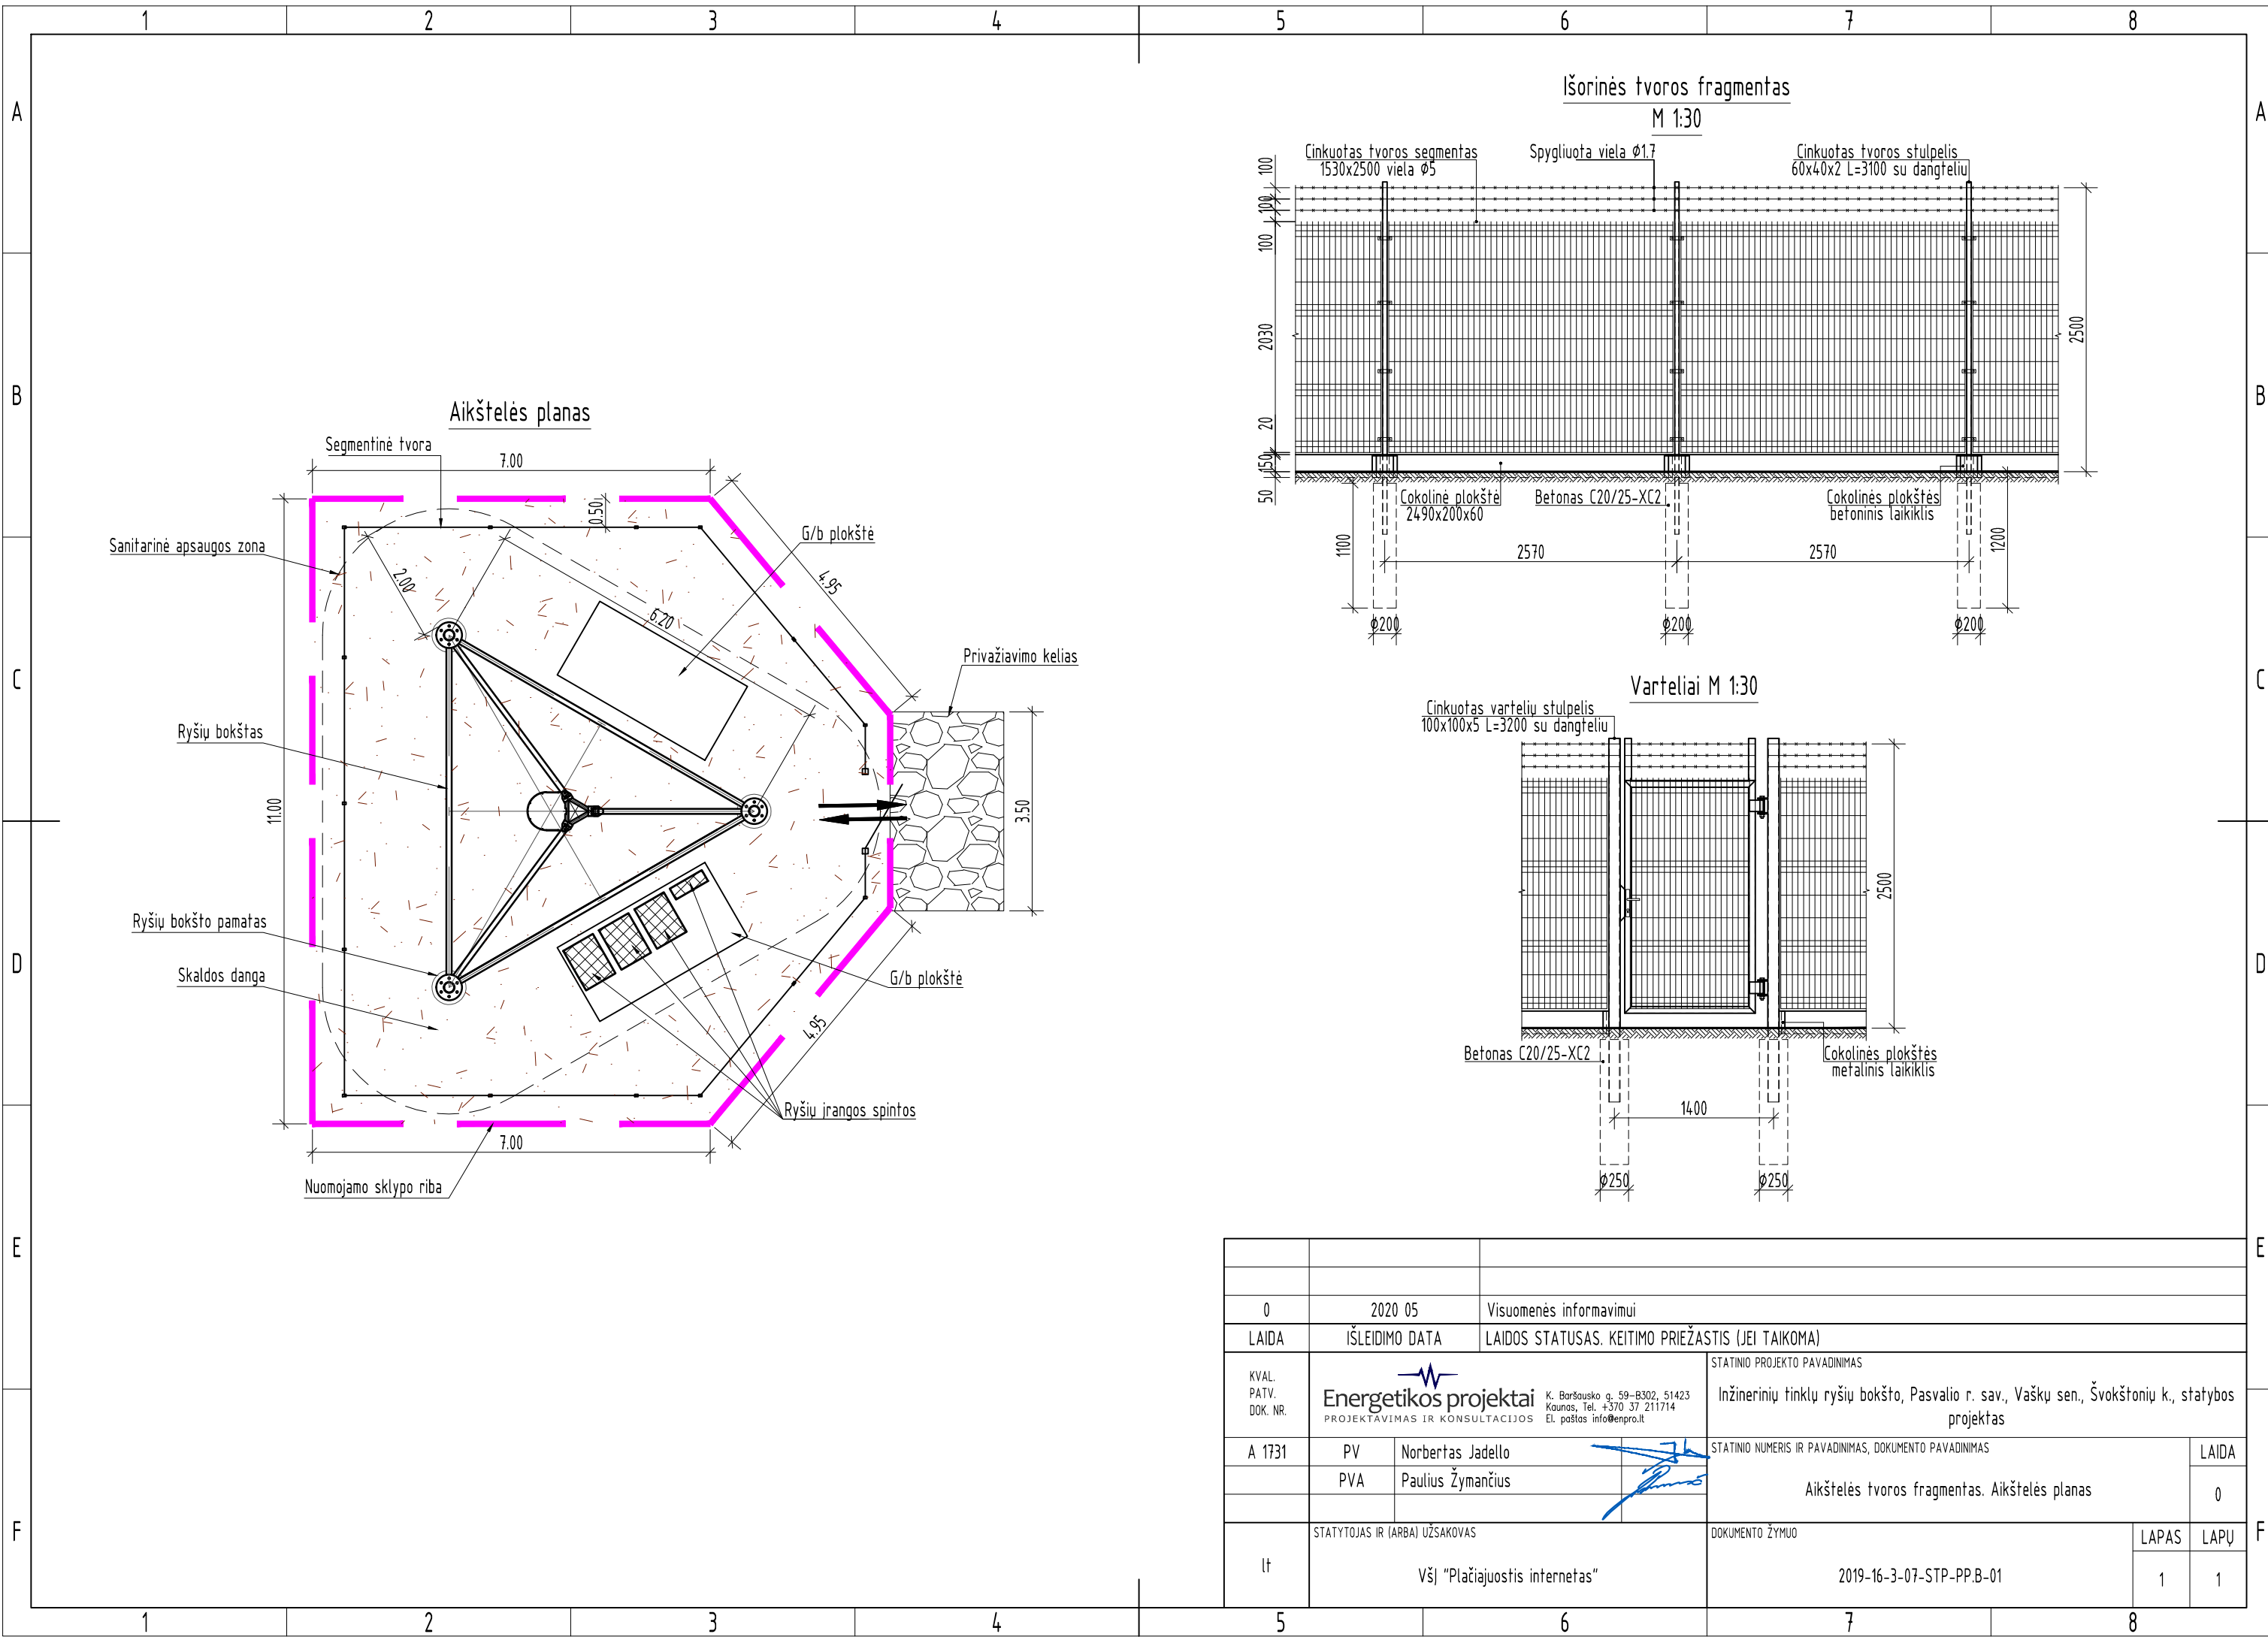 1 2 3 4 5 6 7 8
A A
B B
C C
D D
E E
F F
Aikštelės planas
Segmentinė tvora
7.00
0.50
Sanitarinė apsaugos zona
2.00
G/b plokštė
4.95
6.20
Privažiavimo kelias
Ryšių bokštas
11.00
3.50
Ryšių bokšto pamatas
Skaldos danga
G/b plokštė
4.95
Ryšių įrangos spintos
7.00
Nuomojamo sklypo riba
Išorinės tvoros fragmentas
M 1:30
Cinkuotas tvoros segmentas
1530x2500 viela Ø5
Spygliuota viela Ø1.7
Cinkuotas tvoros stulpelis
60x40x2 L=3100 su dangteliu
100
100
100
2030
20
150
50
2500
Cokolinė plokštė
2490x200x60
Betonas C20/25-XC2
Cokolinės plokštės
betoninis laikiklis
1100
2570
2570
1200
Ø200
Ø200
Ø200
Varteliai M 1:30
Cinkuotas vartelių stulpelis
100x100x5 L=3200 su dangteliu
2500
Betonas C20/25-XC2
Cokolinės plokštės
metalinis laikiklis
1400
Ø250
Ø250
0 2020 05 Visuomenės informavimui
LAIDA IŠLEIDIMO DATA LAIDOS STATUSAS. KEITIMO PRIEŽASTIS (JEI TAIKOMA)
KVAL.
PATV.
DOK. NR.
Energetikos projektai
PROJEKTAVIMAS IR KONSULTACIJOS
K. Baršausko g. 59-B302, 51423
Kaunas, Tel. +370 37 211714
El. paštas info@enpro.lt
STATINIO PROJEKTO PAVADINIMAS
Inžinerinių tinklų ryšių bokšto, Pasvalio r. sav., Vaškų sen., Švokštonių k., statybos
projektas
A 1731 PV Norbertas Jadello
PVA Paulius Žymančius
STATINIO NUMERIS IR PAVADINIMAS, DOKUMENTO PAVADINIMAS
LAIDA
Aikštelės tvoros fragmentas. Aikštelės planas
0
lt
STATYTOJAS IR (ARBA) UŽSAKOVAS
VšĮ "Plačiajuostis internetas"
DOKUMENTO ŽYMUO
2019-16-3-07-STP-PP.B-01
LAPAS LAPŲ
1 1
1 2 3 4 5 6 7 8